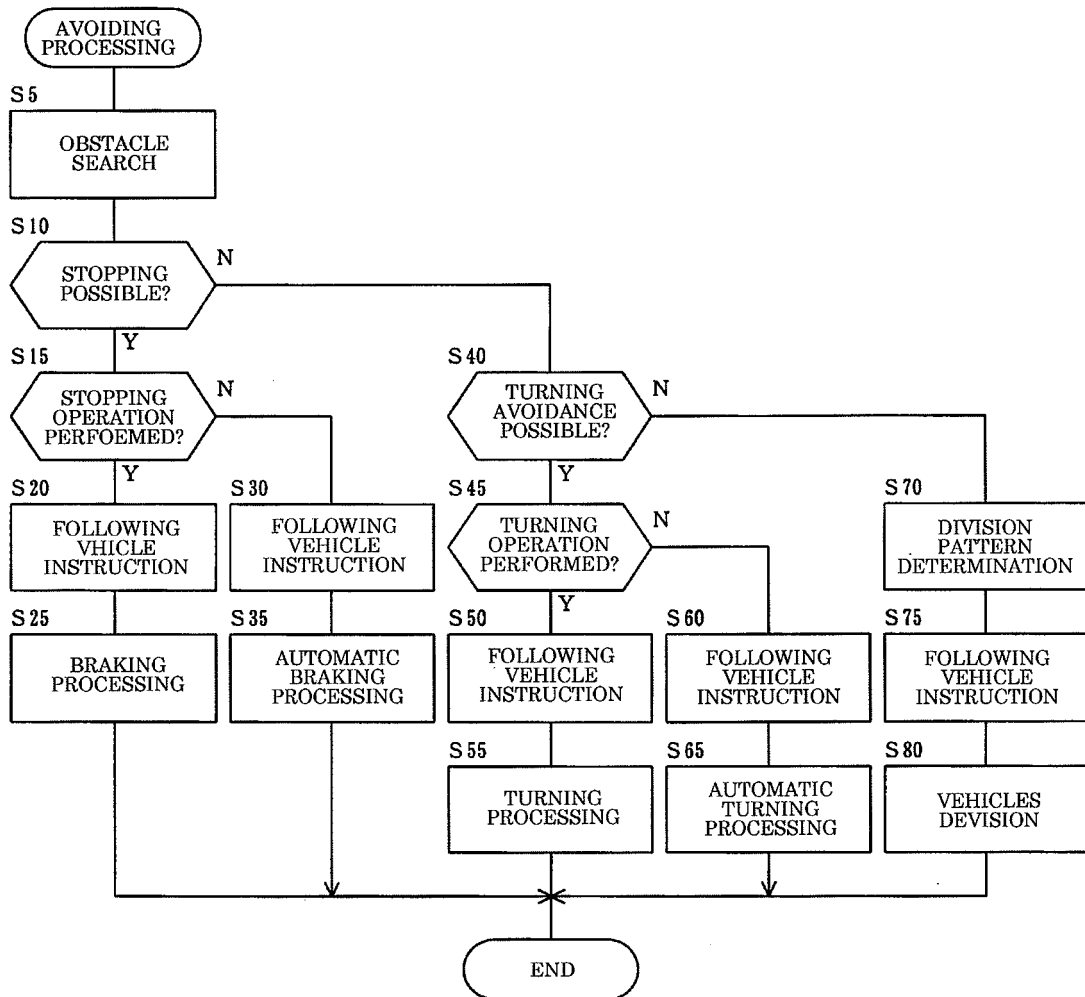 AVOIDING
PROCESSING
S5
OBSTACLE
SEARCH
S10
STOPPING
POSSIBLE?
N
Y
S15
STOPPING
OPERATION
PERFOEMED?
N
Y
S40
TURNING
AVOIDANCE
POSSIBLE?
N
Y
S20
FOLLOWING
VHICLE
INSTRUCTION
S30
FOLLOWING
VEHICLE
INSTRUCTION
S45
TURNING
OPERATION
PERFORMED?
N
Y
S70
DIVISION
PATTERN
DETERMINATION
S25
BRAKING
PROCESSING
S35
AUTOMATIC
BRAKING
PROCESSING
S50
FOLLOWING
VEHICLE
INSTRUCTION
S60
FOLLOWING
VEHICLE
INSTRUCTION
S75
FOLLOWING
VEHICLE
INSTRUCTION
S55
TURNING
PROCESSING
S65
AUTOMATIC
TURNING
PROCESSING
S80
VEHICLES
DEVISION
END